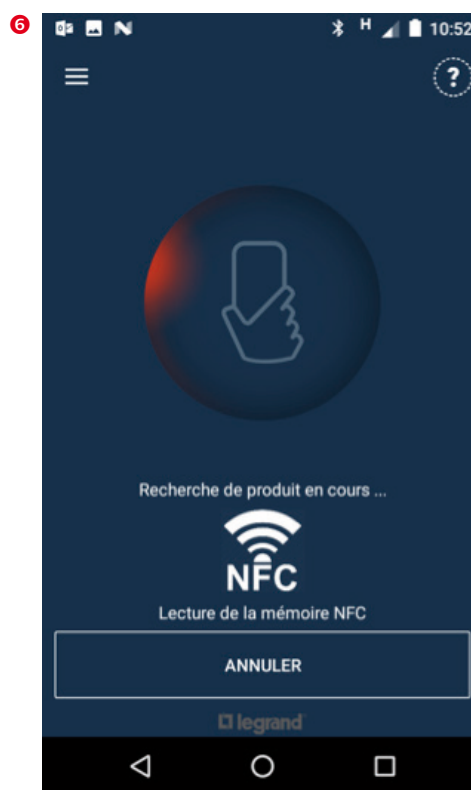 6
H 10:52
?
Recherche de produit en cours ...
NFC
Lecture de la mémoire NFC
ANNULER
legrand